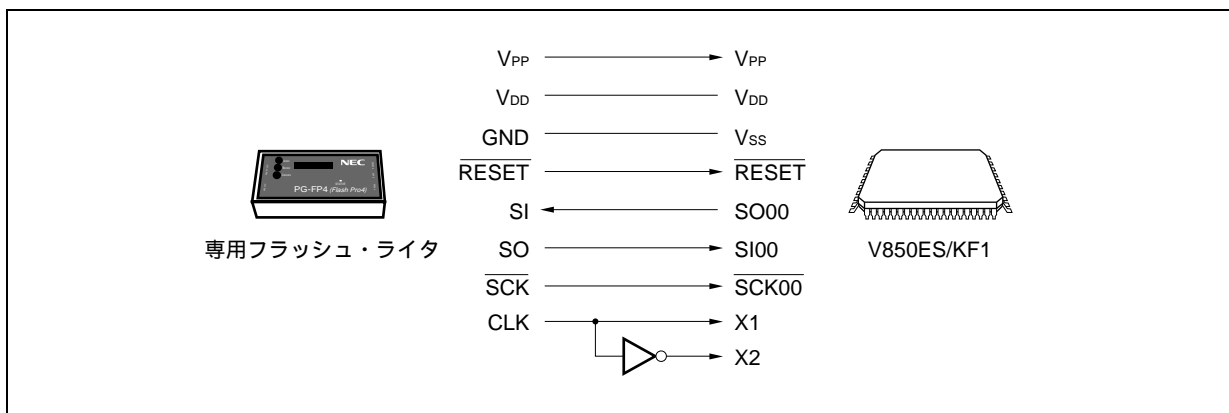 VPP VPP
VDD VDD
GND VSS
RESET RESET
SI SO00
SO SI00
SCK SCK00
CLK X1
X2
NEC
PG-FP4 (Flash Pro4)
専用フラッシュ・ライタ
V850ES/KF1